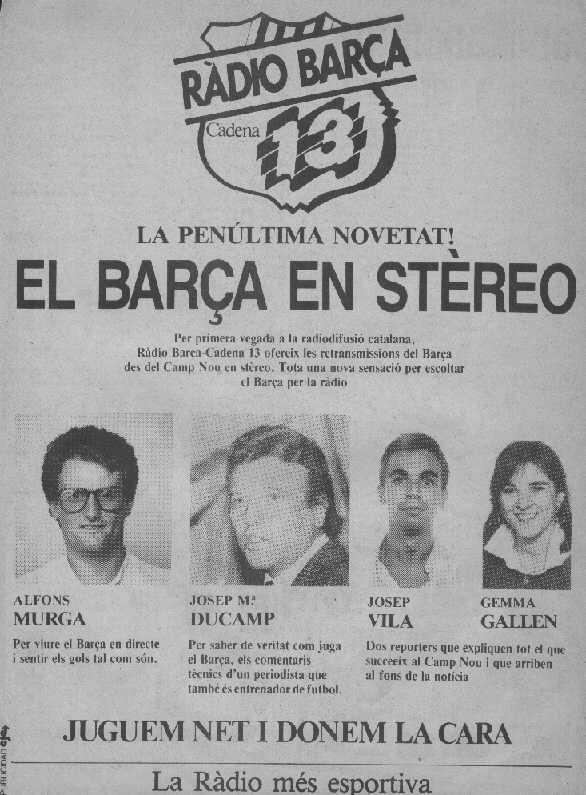 RÀDIO BARÇA
Cadena
13
LA PENÚLTIMA NOVETAT!
EL BARÇA EN STÈREO
Per primera vegada a la radiodifusió catalana,
Ràdio Barca-Cadena 13 ofereix les retransmissions del Barça
des del Camp Nou en stèreo. Tota una nova sensació per escoltar
el Barça per la ràdio
ALFONS
MURGA
Per viure el Barça en directe
i sentir els gols tal com són.
JOSEP Mª
DUCAMP
Per saber de veritat com juga
el Barça, els comentaris
tècnics d'un periodista que
també és entrenador de futbol.
JOSEP
VILA
GEMMA
GALLEN
Dos reporters que expliquen tot el que
succeeix al Camp Nou i que arriben
al fons de la notícia
JUGUEM NET I DONEM LA CARA
La Ràdio més esportiva
PUBLICIDAD